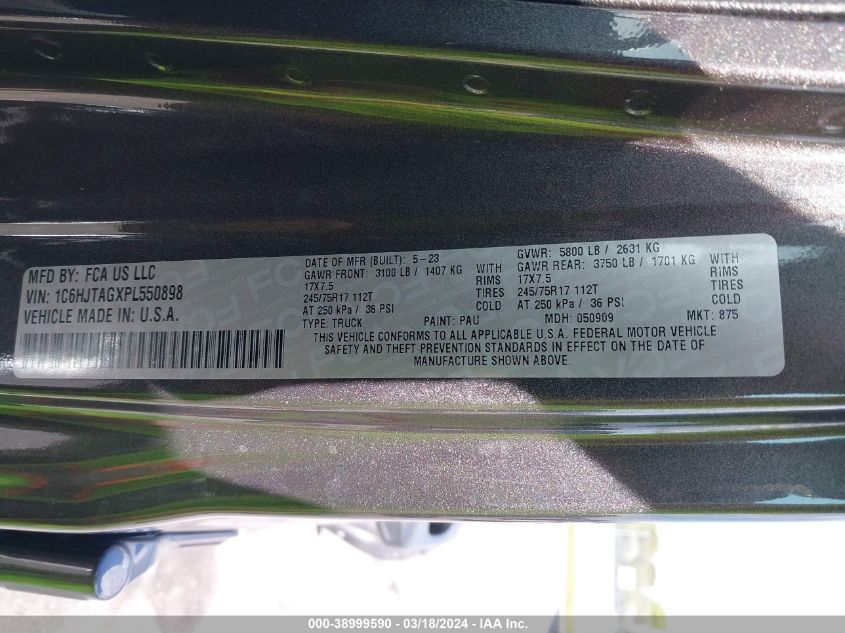 MFD BY: FCA US LLC
VIN: 1C6HJTAGXPL550898
VEHICLE MADE IN: U.S.A.
DATE OF MFR (BUILT): 5-23
GAWR FRONT: 3100 LB / 1407 KG WITH
17X7.5 RIMS
245/75R17 112T TIRES
AT 250 kPa / 36 PSI COLD
TYPE: TRUCK PAINT: PAU
GVWR: 5800 LB / 2631 KG
GAWR REAR: 3750 LB / 1701 KG WITH
17X7.5 RIMS
245/75R17 112T TIRES
AT 250 kPa / 36 PSI COLD
MDH: 050909 MKT: 875
THIS VEHICLE CONFORMS TO ALL APPLICABLE U.S.A. FEDERAL MOTOR VEHICLE
SAFETY AND THEFT PREVENTION STANDARDS IN EFFECT ON THE DATE OF
MANUFACTURE SHOWN ABOVE.
000-38999590 — 03/18/2024 — IAA Inc.